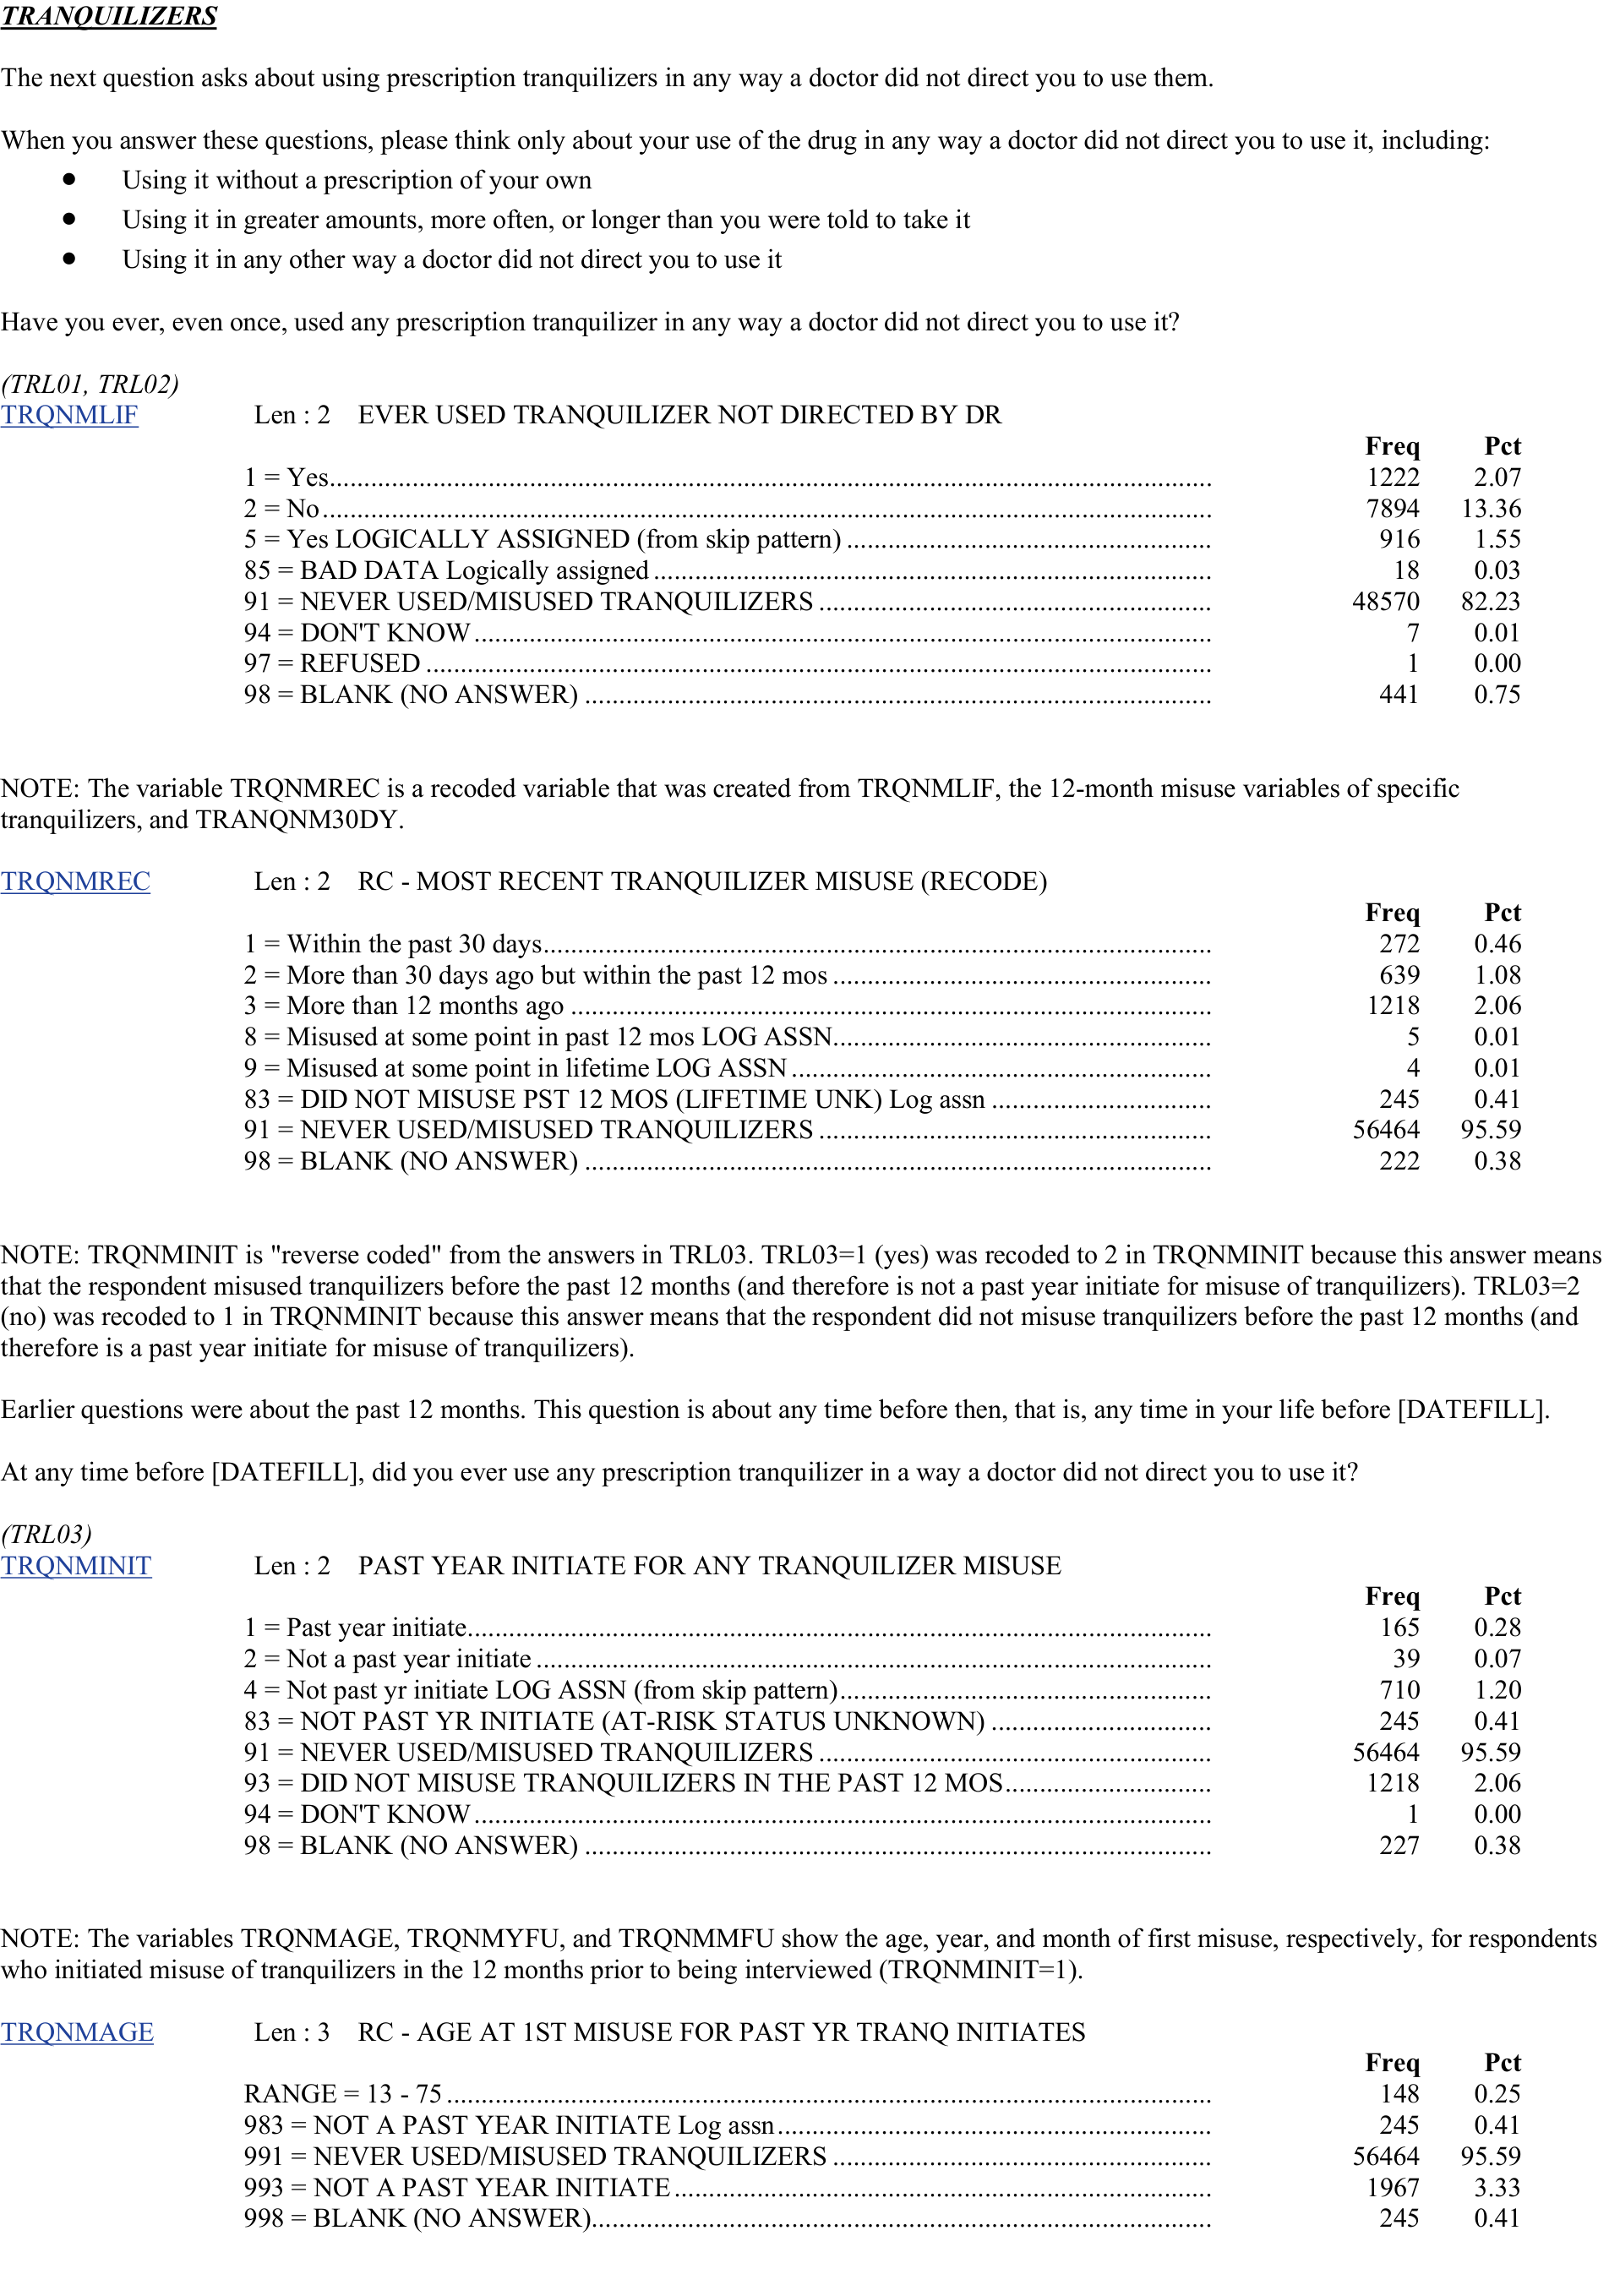 TRANQUILIZERS
The next question asks about using prescription tranquilizers in any way a doctor did not direct you to use them.
When you answer these questions, please think only about your use of the drug in any way a doctor did not direct you to use it, including:
● Using it without a prescription of your own
● Using it in greater amounts, more often, or longer than you were told to take it
● Using it in any other way a doctor did not direct you to use it
Have you ever, even once, used any prescription tranquilizer in any way a doctor did not direct you to use it?
(TRL01, TRL02)
TRQNMLIF Len : 2 EVER USED TRANQUILIZER NOT DIRECTED BY DR
Freq Pct
1 = Yes 1222 2.07
2 = No 7894 13.36
5 = Yes LOGICALLY ASSIGNED (from skip pattern) 916 1.55
85 = BAD DATA Logically assigned 18 0.03
91 = NEVER USED/MISUSED TRANQUILIZERS 48570 82.23
94 = DON'T KNOW 7 0.01
97 = REFUSED 1 0.00
98 = BLANK (NO ANSWER) 441 0.75
NOTE: The variable TRQNMREC is a recoded variable that was created from TRQNMLIF, the 12-month misuse variables of specific
tranquilizers, and TRANQNM30DY.
TRQNMREC Len : 2 RC - MOST RECENT TRANQUILIZER MISUSE (RECODE)
Freq Pct
1 = Within the past 30 days 272 0.46
2 = More than 30 days ago but within the past 12 mos 639 1.08
3 = More than 12 months ago 1218 2.06
8 = Misused at some point in past 12 mos LOG ASSN 5 0.01
9 = Misused at some point in lifetime LOG ASSN 4 0.01
83 = DID NOT MISUSE PST 12 MOS (LIFETIME UNK) Log assn 245 0.41
91 = NEVER USED/MISUSED TRANQUILIZERS 56464 95.59
98 = BLANK (NO ANSWER) 222 0.38
NOTE: TRQNMINIT is "reverse coded" from the answers in TRL03. TRL03=1 (yes) was recoded to 2 in TRQNMINIT because this answer means
that the respondent misused tranquilizers before the past 12 months (and therefore is not a past year initiate for misuse of tranquilizers). TRL03=2
(no) was recoded to 1 in TRQNMINIT because this answer means that the respondent did not misuse tranquilizers before the past 12 months (and
therefore is a past year initiate for misuse of tranquilizers).
Earlier questions were about the past 12 months. This question is about any time before then, that is, any time in your life before [DATEFILL].
At any time before [DATEFILL], did you ever use any prescription tranquilizer in a way a doctor did not direct you to use it?
(TRL03)
TRQNMINIT Len : 2 PAST YEAR INITIATE FOR ANY TRANQUILIZER MISUSE
Freq Pct
1 = Past year initiate 165 0.28
2 = Not a past year initiate 39 0.07
4 = Not past yr initiate LOG ASSN (from skip pattern) 710 1.20
83 = NOT PAST YR INITIATE (AT-RISK STATUS UNKNOWN) 245 0.41
91 = NEVER USED/MISUSED TRANQUILIZERS 56464 95.59
93 = DID NOT MISUSE TRANQUILIZERS IN THE PAST 12 MOS 1218 2.06
94 = DON'T KNOW 1 0.00
98 = BLANK (NO ANSWER) 227 0.38
NOTE: The variables TRQNMAGE, TRQNMYFU, and TRQNMMFU show the age, year, and month of first misuse, respectively, for respondents
who initiated misuse of tranquilizers in the 12 months prior to being interviewed (TRQNMINIT=1).
TRQNMAGE Len : 3 RC - AGE AT 1ST MISUSE FOR PAST YR TRANQ INITIATES
Freq Pct
RANGE = 13 - 75 148 0.25
983 = NOT A PAST YEAR INITIATE Log assn 245 0.41
991 = NEVER USED/MISUSED TRANQUILIZERS 56464 95.59
993 = NOT A PAST YEAR INITIATE 1967 3.33
998 = BLANK (NO ANSWER) 245 0.41